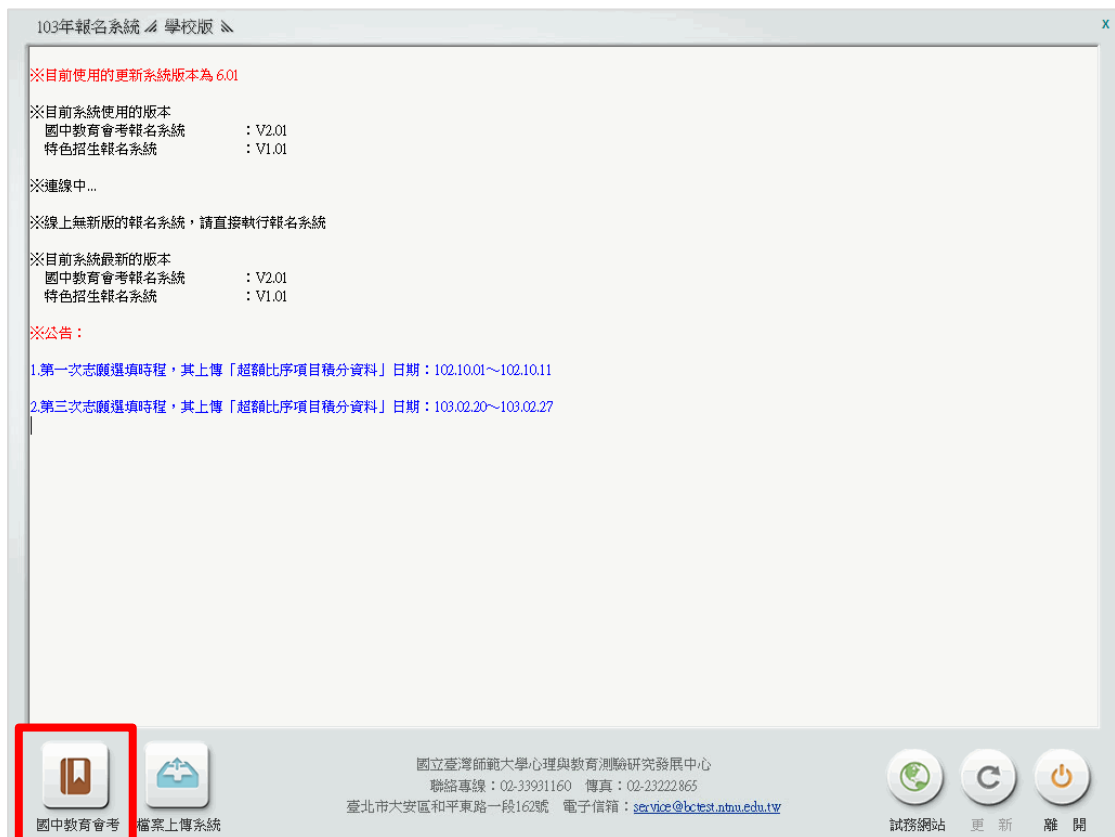 103年報名系統 學校版
x
※目前使用的更新系統版本為 6.01
※目前系統使用的版本
國中教育會考報名系統 : V2.01
特色招生報名系統 : V1.01
※連線中...
※線上無新版的報名系統,請直接執行報名系統
※目前系統最新的版本
國中教育會考報名系統 : V2.01
特色招生報名系統 : V1.01
※公告:
1.第一次志願選填時程,其上傳「超額比序項目積分資料」日期:102.10.01~102.10.11
2.第三次志願選填時程,其上傳「超額比序項目積分資料」日期:103.02.20~103.02.27
國立臺灣師範大學心理與教育測驗研究發展中心
聯絡專線:02-33931160 傳真:02-23222865
臺北市大安區和平東路一段162號 電子信箱:service@bctest.ntnu.edu.tw
國中教育會考 檔案上傳系統 試務網站 更 新 離 開